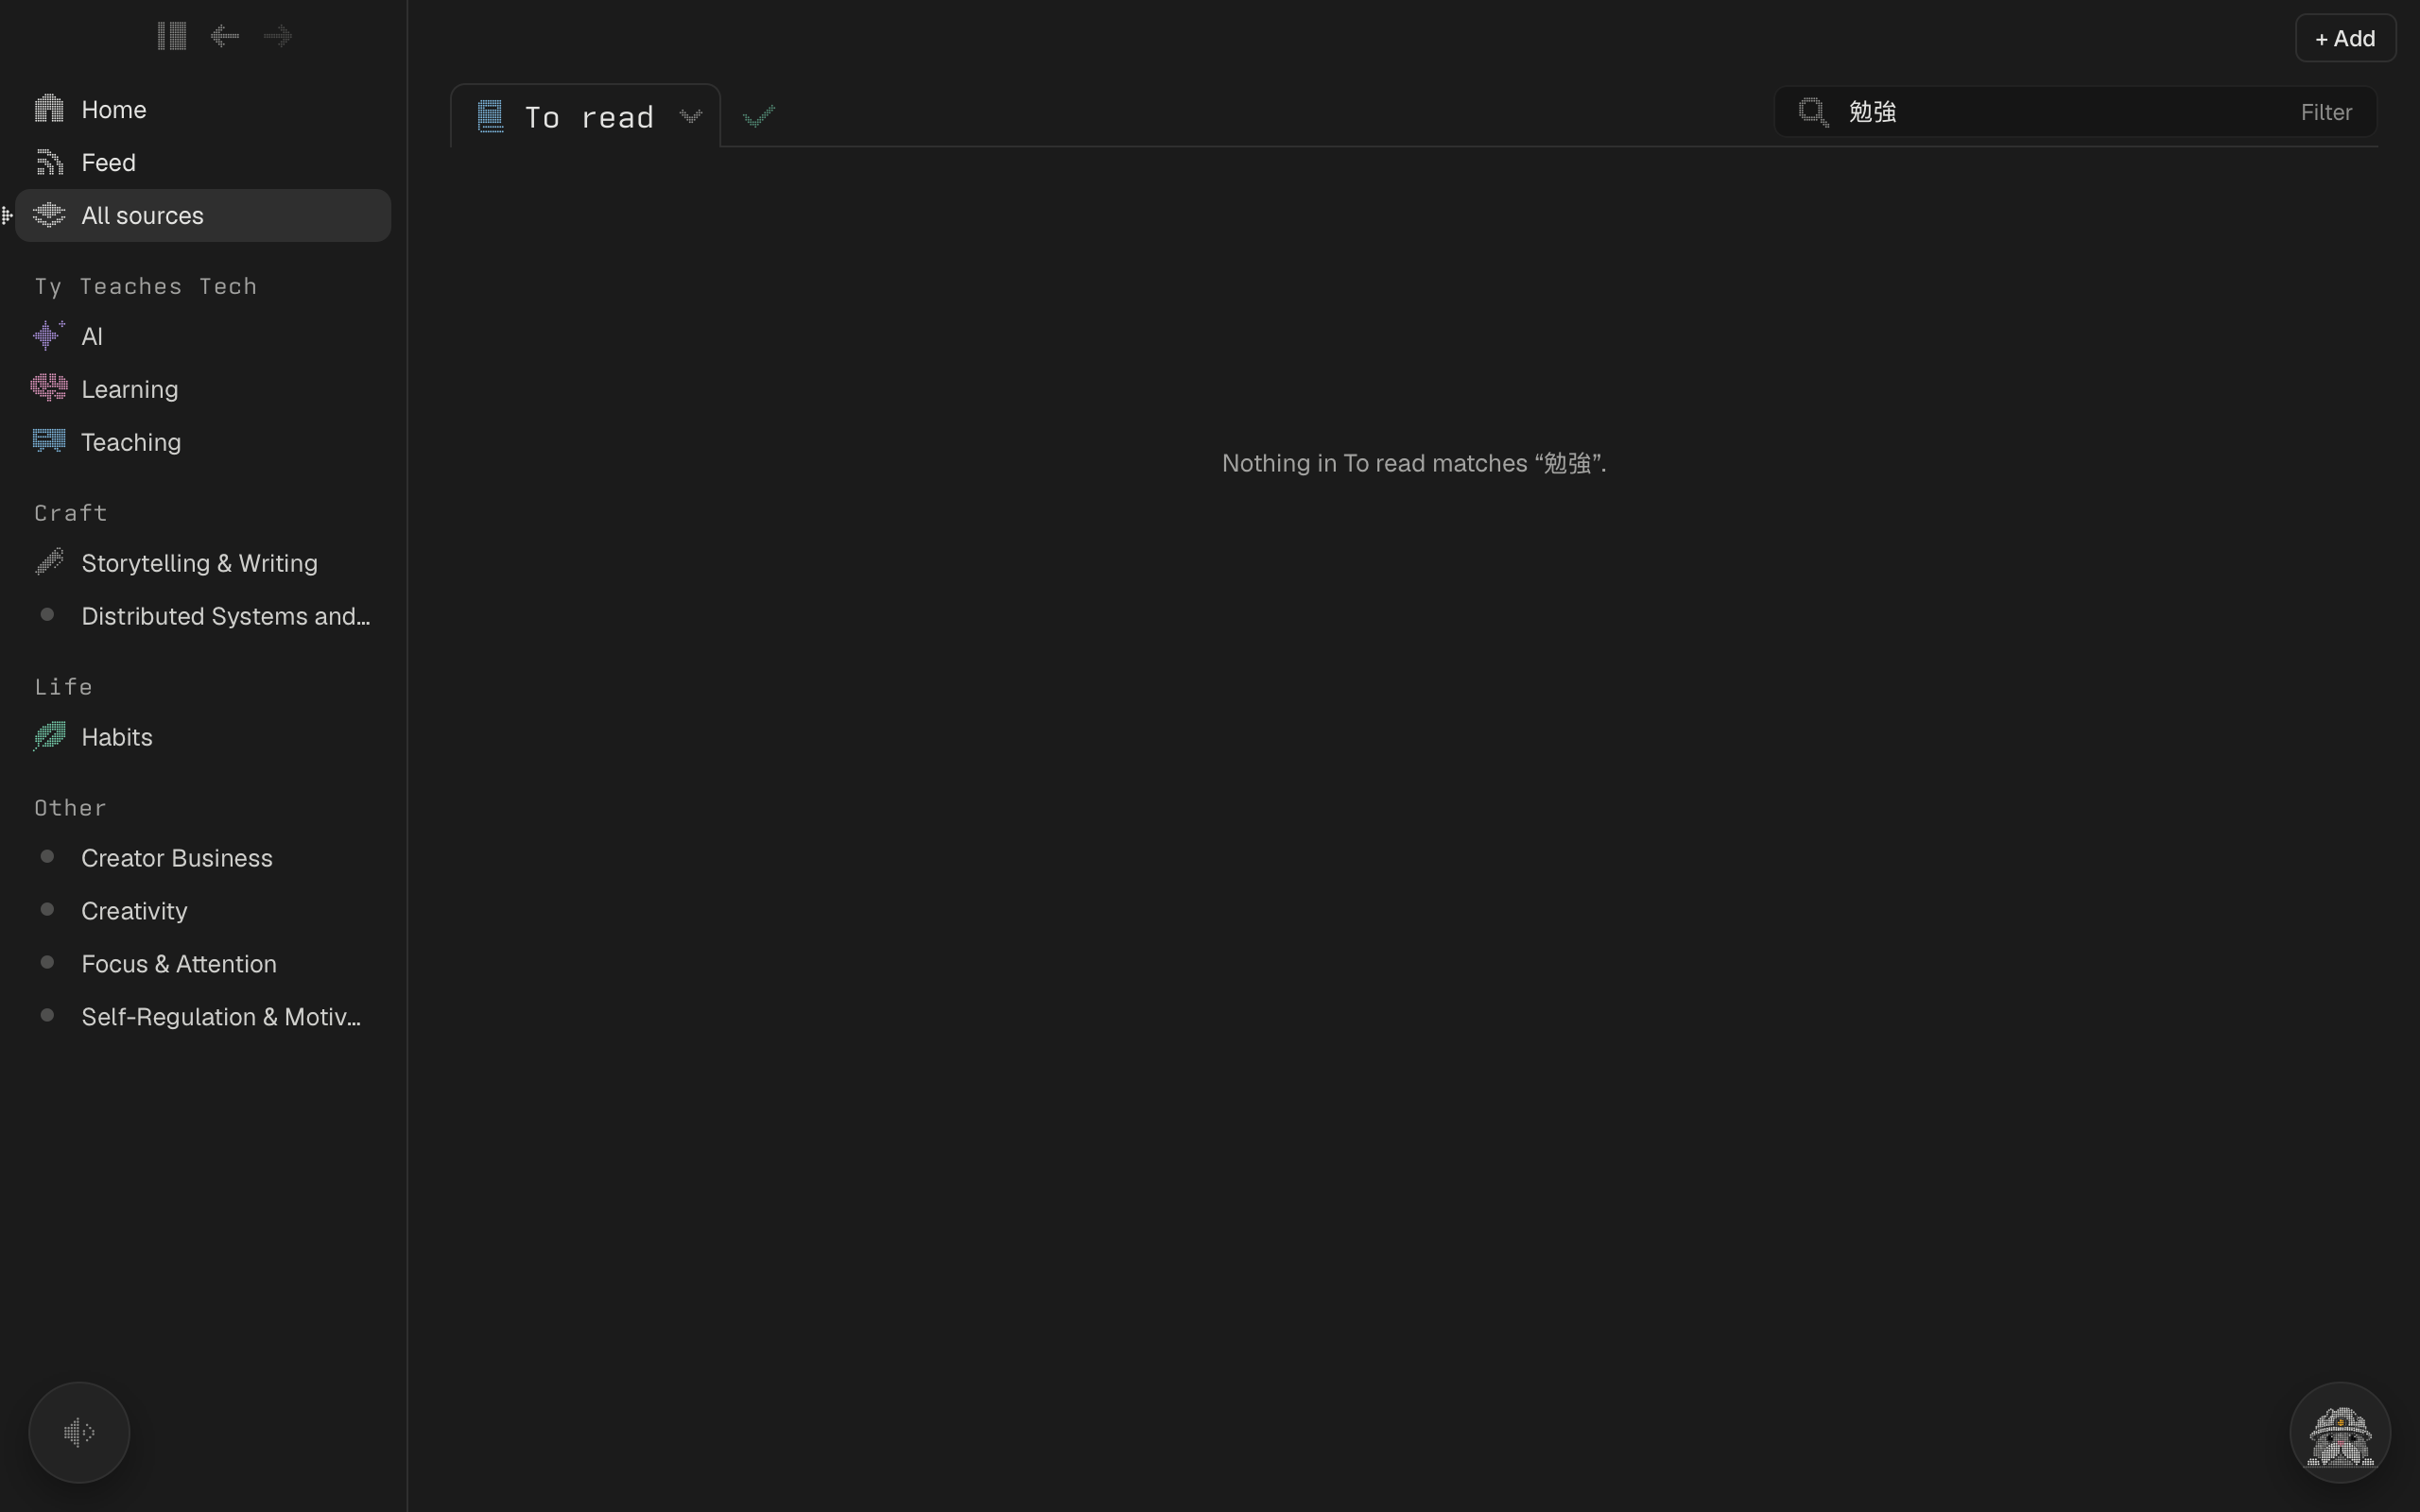 + Add
Home
Feed
All sources
Ty Teaches Tech
AI
Learning
Teaching
Craft
Storytelling & Writing
Distributed Systems and…
Life
Habits
Other
Creator Business
Creativity
Focus & Attention
Self-Regulation & Motiv…
To read
勉強
Filter
Nothing in To read matches “勉強”.